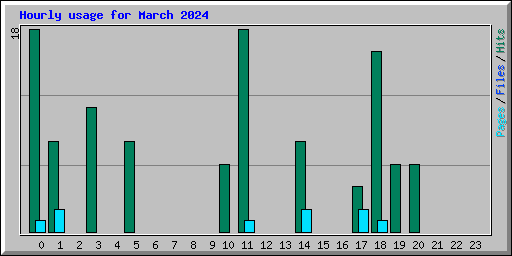 Hourly usage for March 2024
18
Pages/Files/Hits
0 1 2 3 4 5 6 7 8 9 10 11 12 13 14 15 16 17 18 19 20 21 22 23